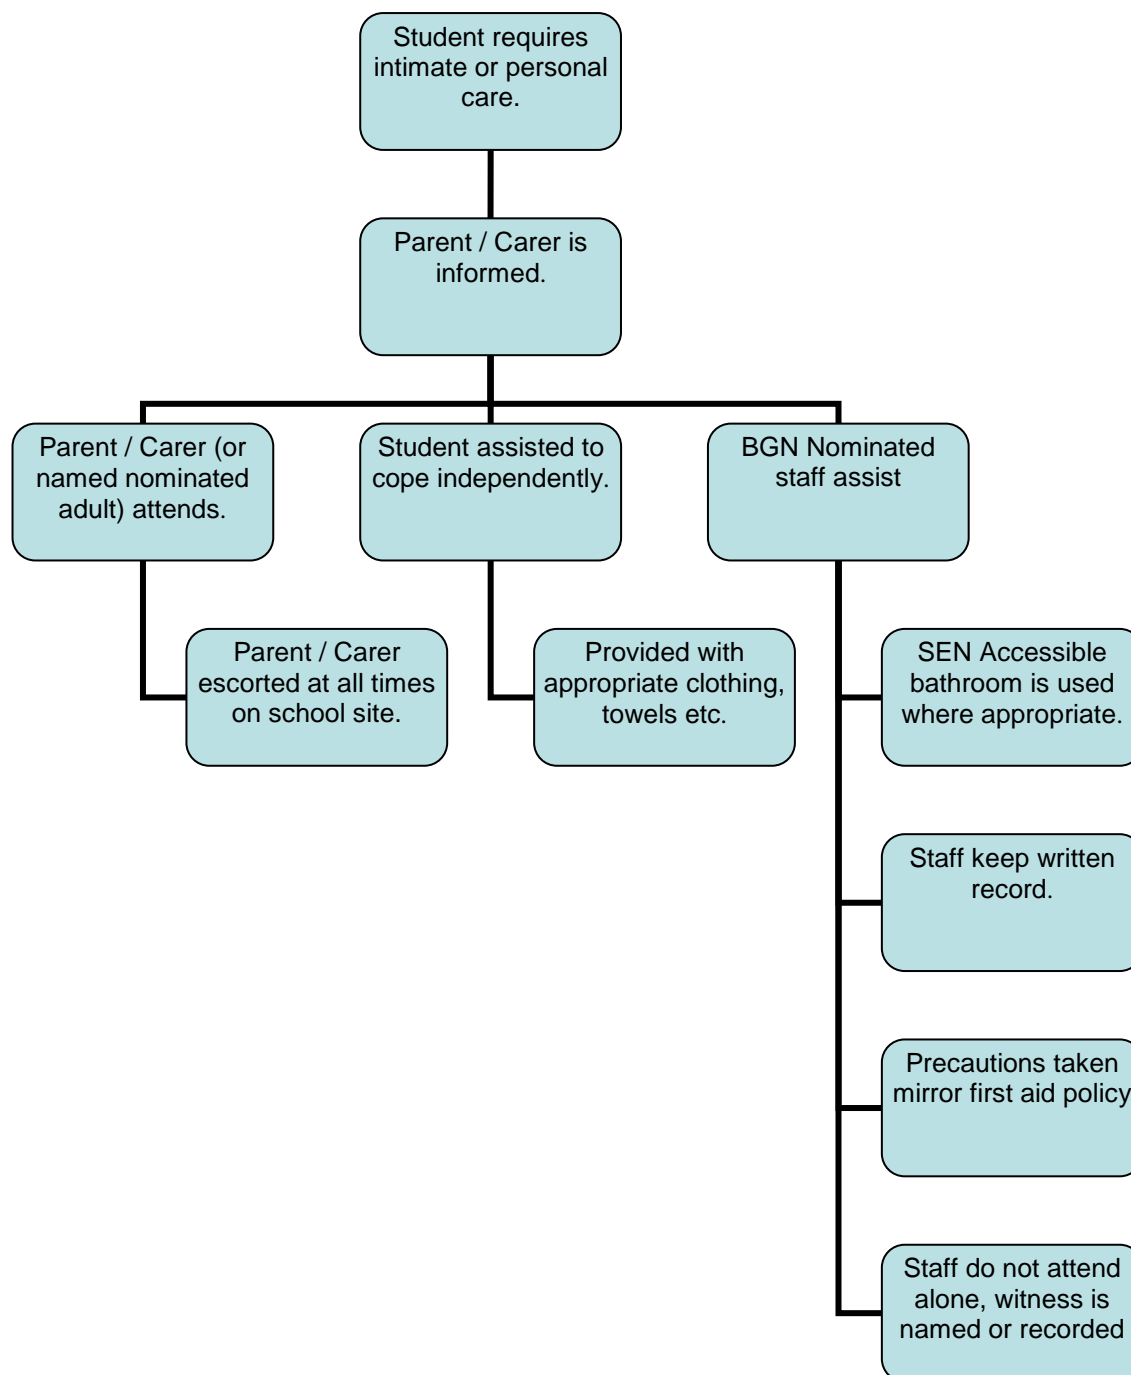 Student requires
intimate or personal
care.
Parent / Carer is
informed.
Parent / Carer (or
named nominated
adult) attends.
Student assisted to
cope independently.
BGN Nominated
staff assist
Parent / Carer
escorted at all times
on school site.
Provided with
appropriate clothing,
towels etc.
SEN Accessible
bathroom is used
where appropriate.
Staff keep written
record.
Precautions taken
mirror first aid policy
Staff do not attend
alone, witness is
named or recorded